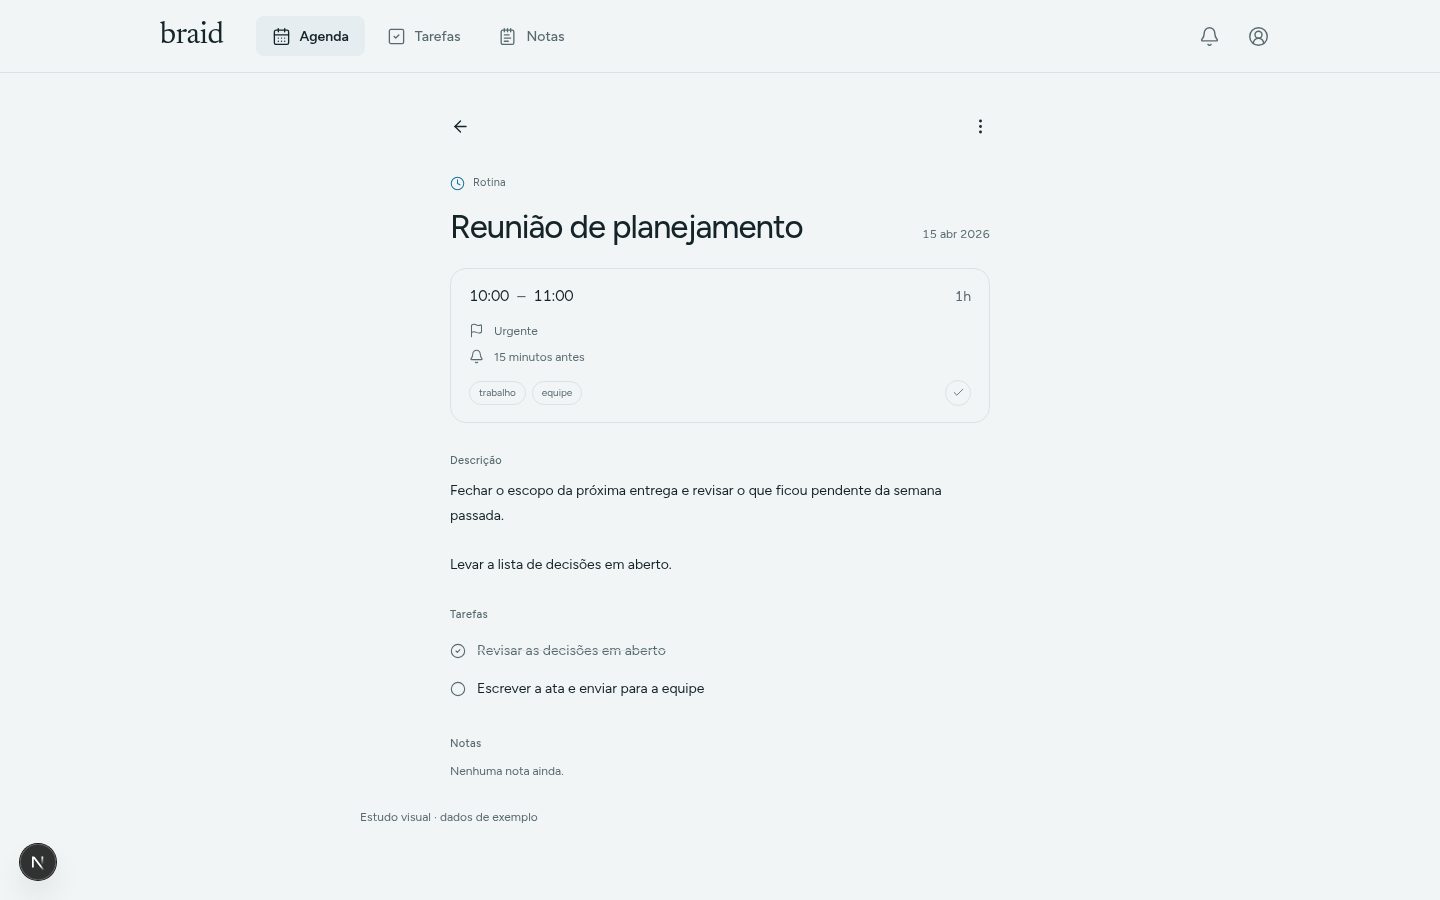 braid
Agenda
Tarefas
Notas
Rotina
Reunião de planejamento
15 abr 2026
10:00 – 11:00
1h
Urgente
15 minutos antes
trabalho
equipe
Descrição
Fechar o escopo da próxima entrega e revisar o que ficou pendente da semana
passada.
Levar a lista de decisões em aberto.
Tarefas
Revisar as decisões em aberto
Escrever a ata e enviar para a equipe
Notas
Nenhuma nota ainda.
Estudo visual · dados de exemplo
N